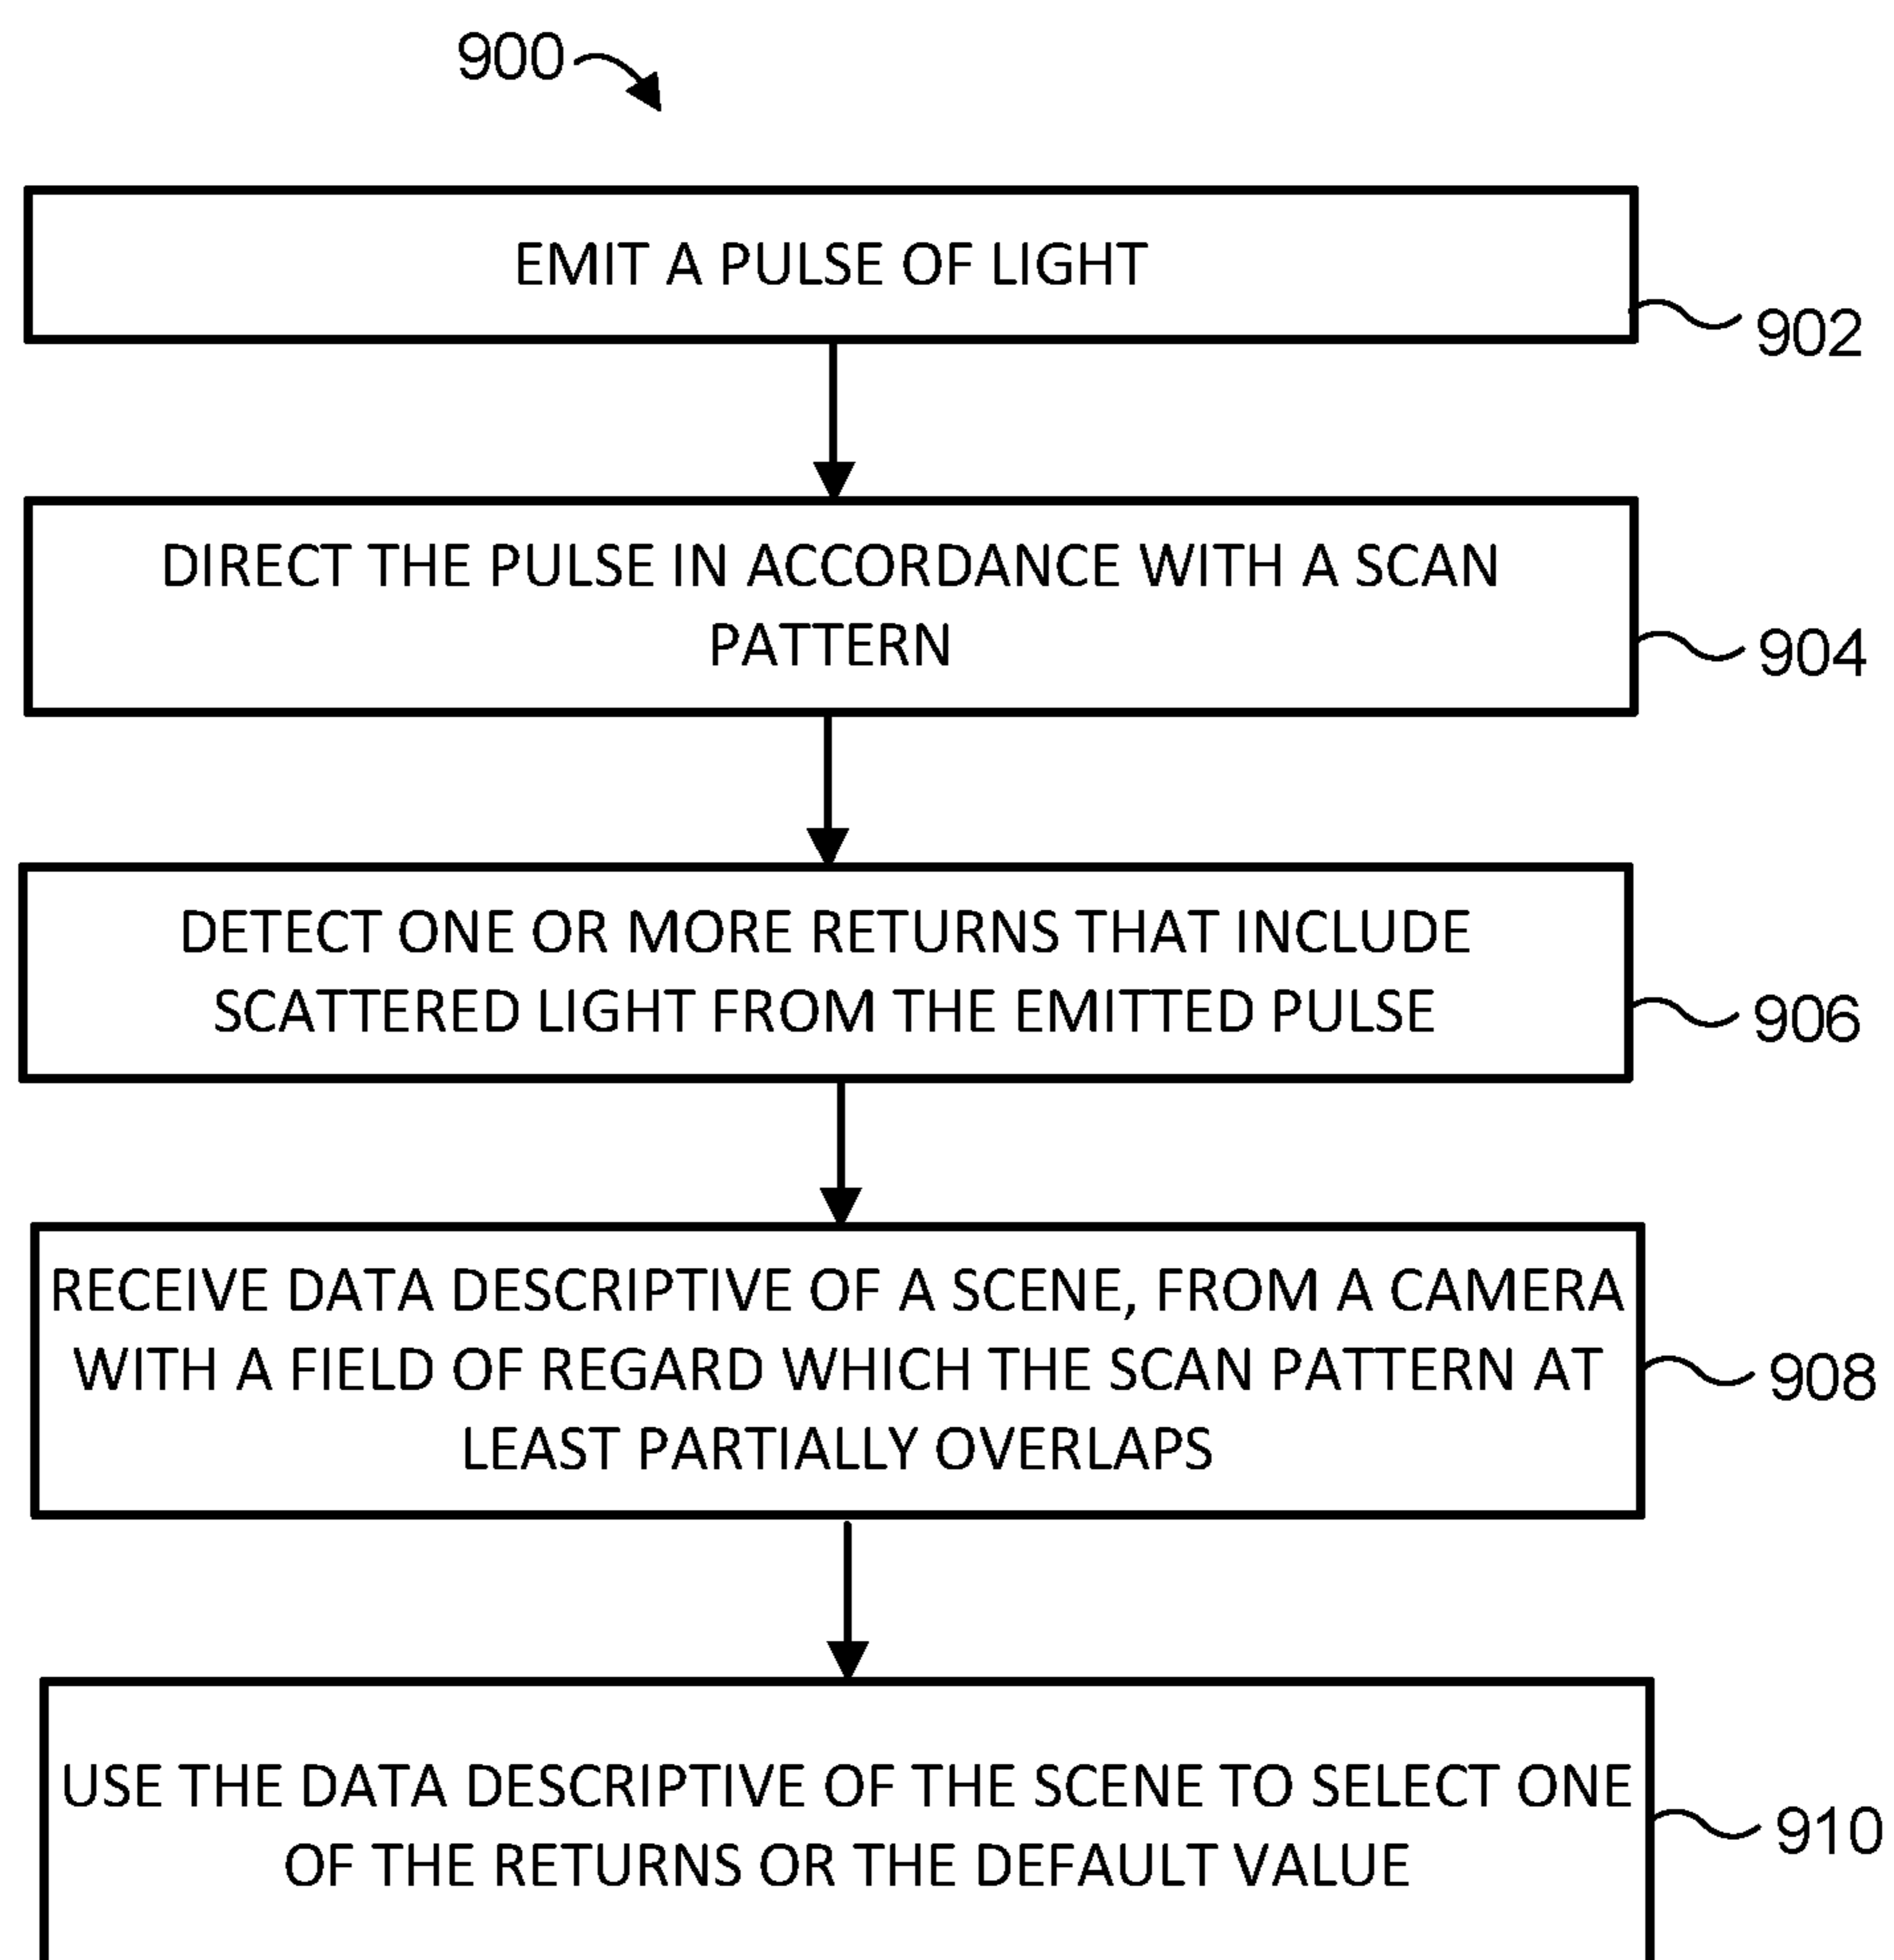 900
EMIT A PULSE OF LIGHT
902
DIRECT THE PULSE IN ACCORDANCE WITH A SCAN
PATTERN
904
DETECT ONE OR MORE RETURNS THAT INCLUDE
SCATTERED LIGHT FROM THE EMITTED PULSE
906
RECEIVE DATA DESCRIPTIVE OF A SCENE, FROM A CAMERA
WITH A FIELD OF REGARD WHICH THE SCAN PATTERN AT
LEAST PARTIALLY OVERLAPS
908
USE THE DATA DESCRIPTIVE OF THE SCENE TO SELECT ONE
OF THE RETURNS OR THE DEFAULT VALUE
910